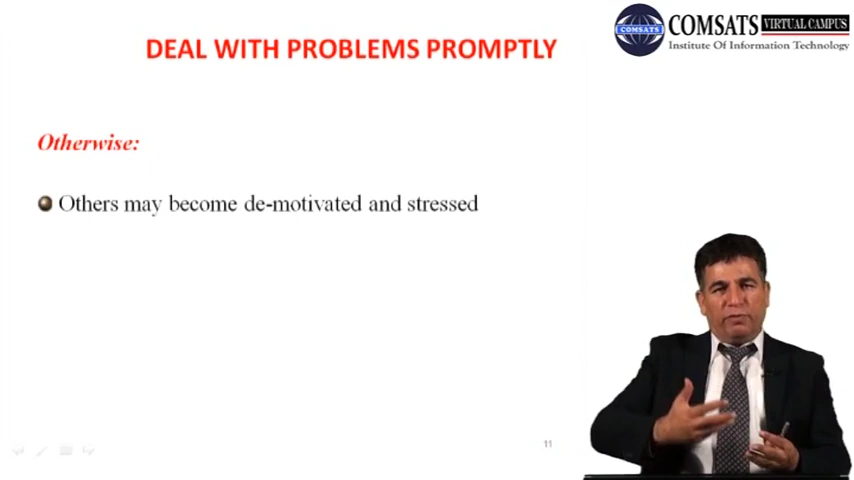 DEAL WITH PROBLEMS PROMPTLY
COMSATS
COMSATS VIRTUAL CAMPUS
Institute Of Information Technology
Otherwise:
Others may become de-motivated and stressed
11